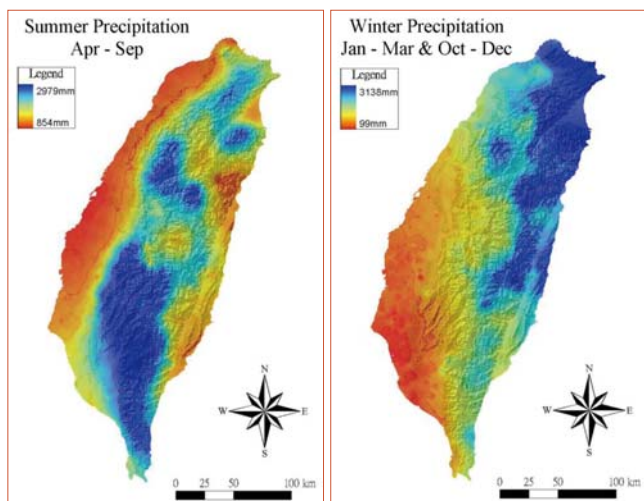 Summer Precipitation
Apr - Sep
Legend
2979mm
854mm
N
W
E
S
0 25 50 100 km
Winter Precipitation
Jan - Mar & Oct - Dec
Legend
3138mm
99mm
N
W
E
S
0 25 50 100 km